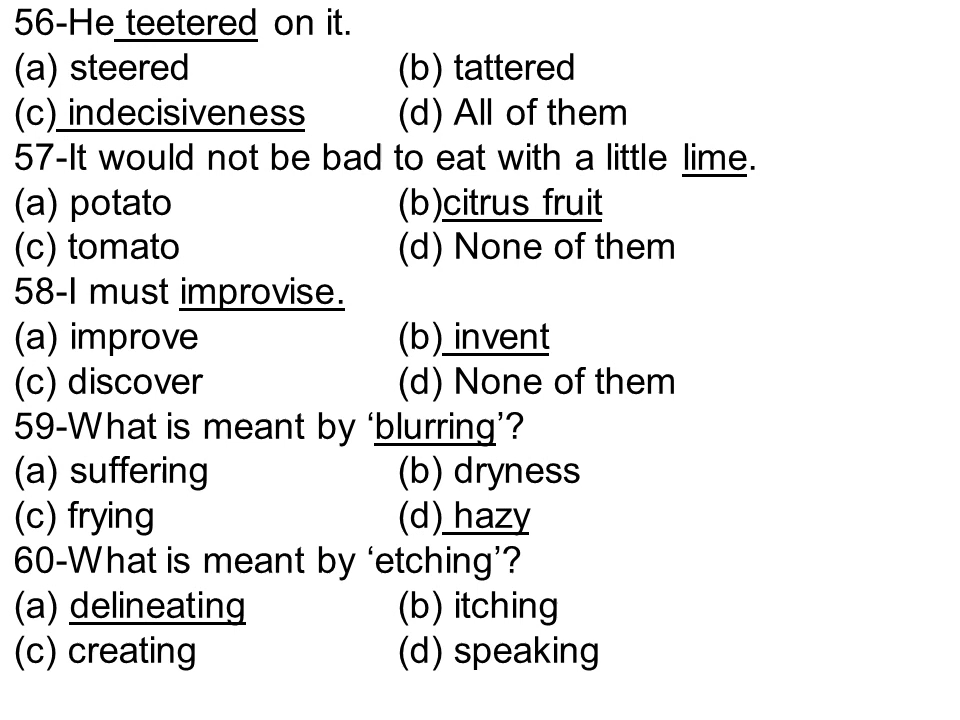 56-He teetered on it.
(a) steered (b) tattered
(c) indecisiveness (d) All of them
57-It would not be bad to eat with a little lime.
(a) potato (b)citrus fruit
(c) tomato (d) None of them
58-I must improvise.
(a) improve (b) invent
(c) discover (d) None of them
59-What is meant by ‘blurring’?
(a) suffering (b) dryness
(c) frying (d) hazy
60-What is meant by ‘etching’?
(a) delineating (b) itching
(c) creating (d) speaking